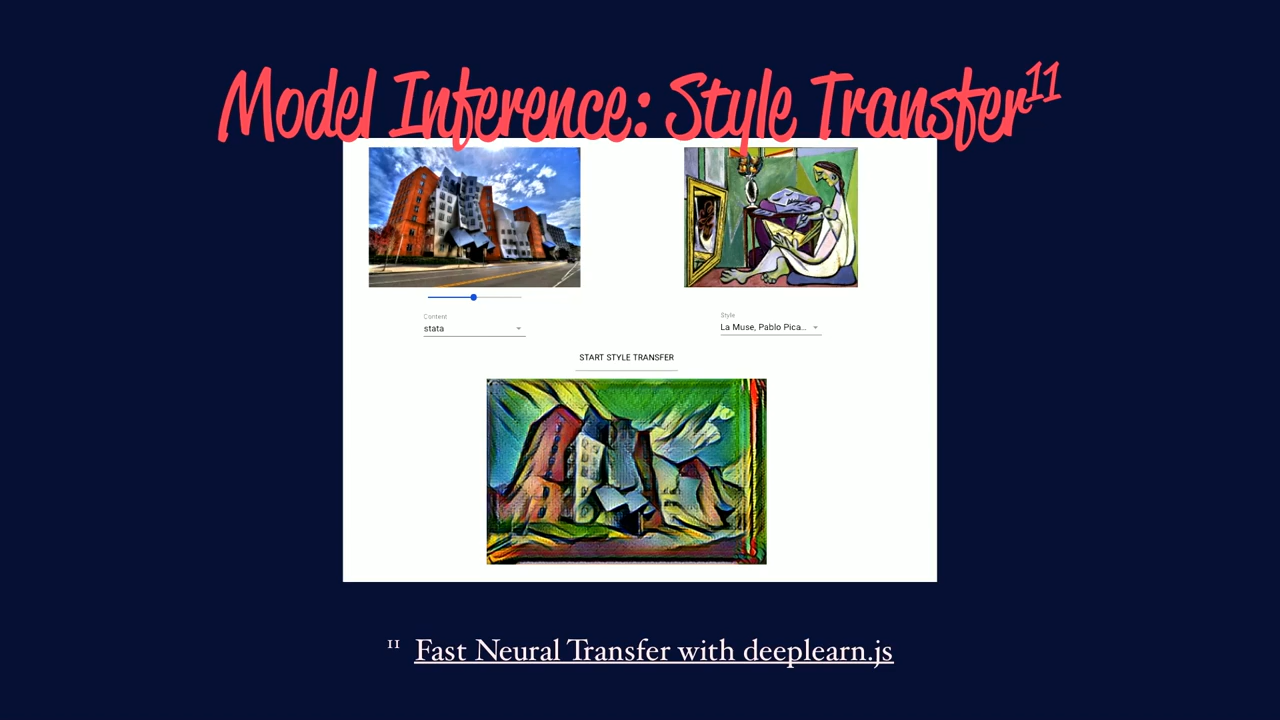 Model Inference: Style Transfer11
Content
stata
Style
La Muse, Pablo Pica...
START STYLE TRANSFER
11 Fast Neural Transfer with deeplearn.js